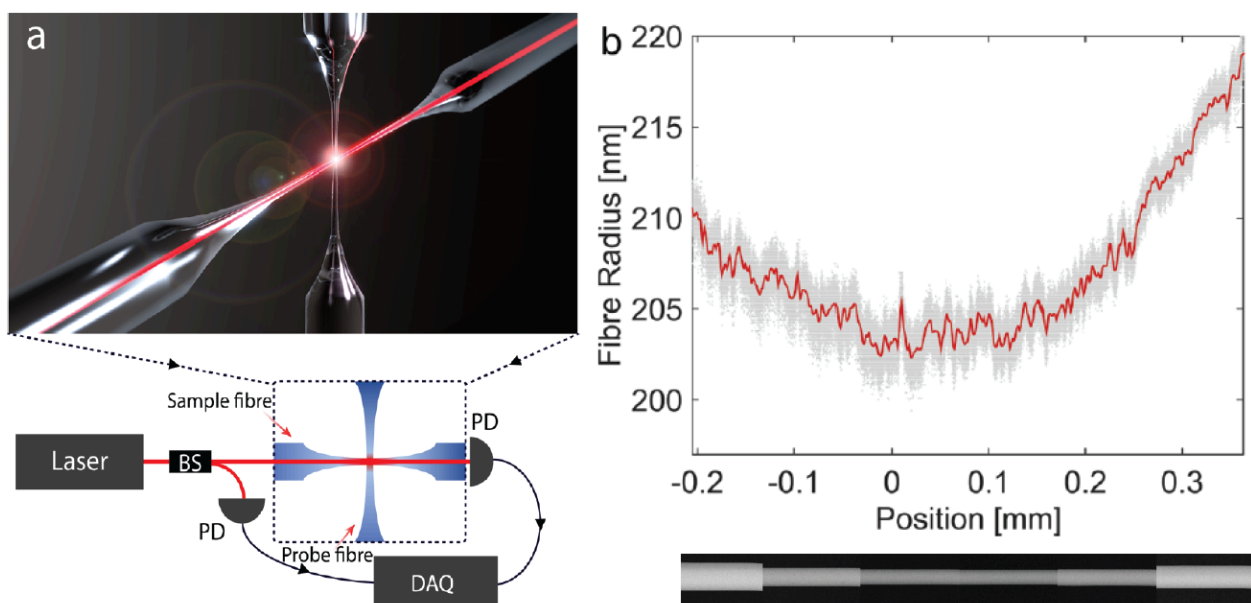 a
Sample fibre
PD
Laser
BS
PD
Probe fibre
DAQ
b
Fibre Radius [nm]
220
215
210
205
200
-0.2
-0.1
0
0.1
0.2
0.3
Position [mm]